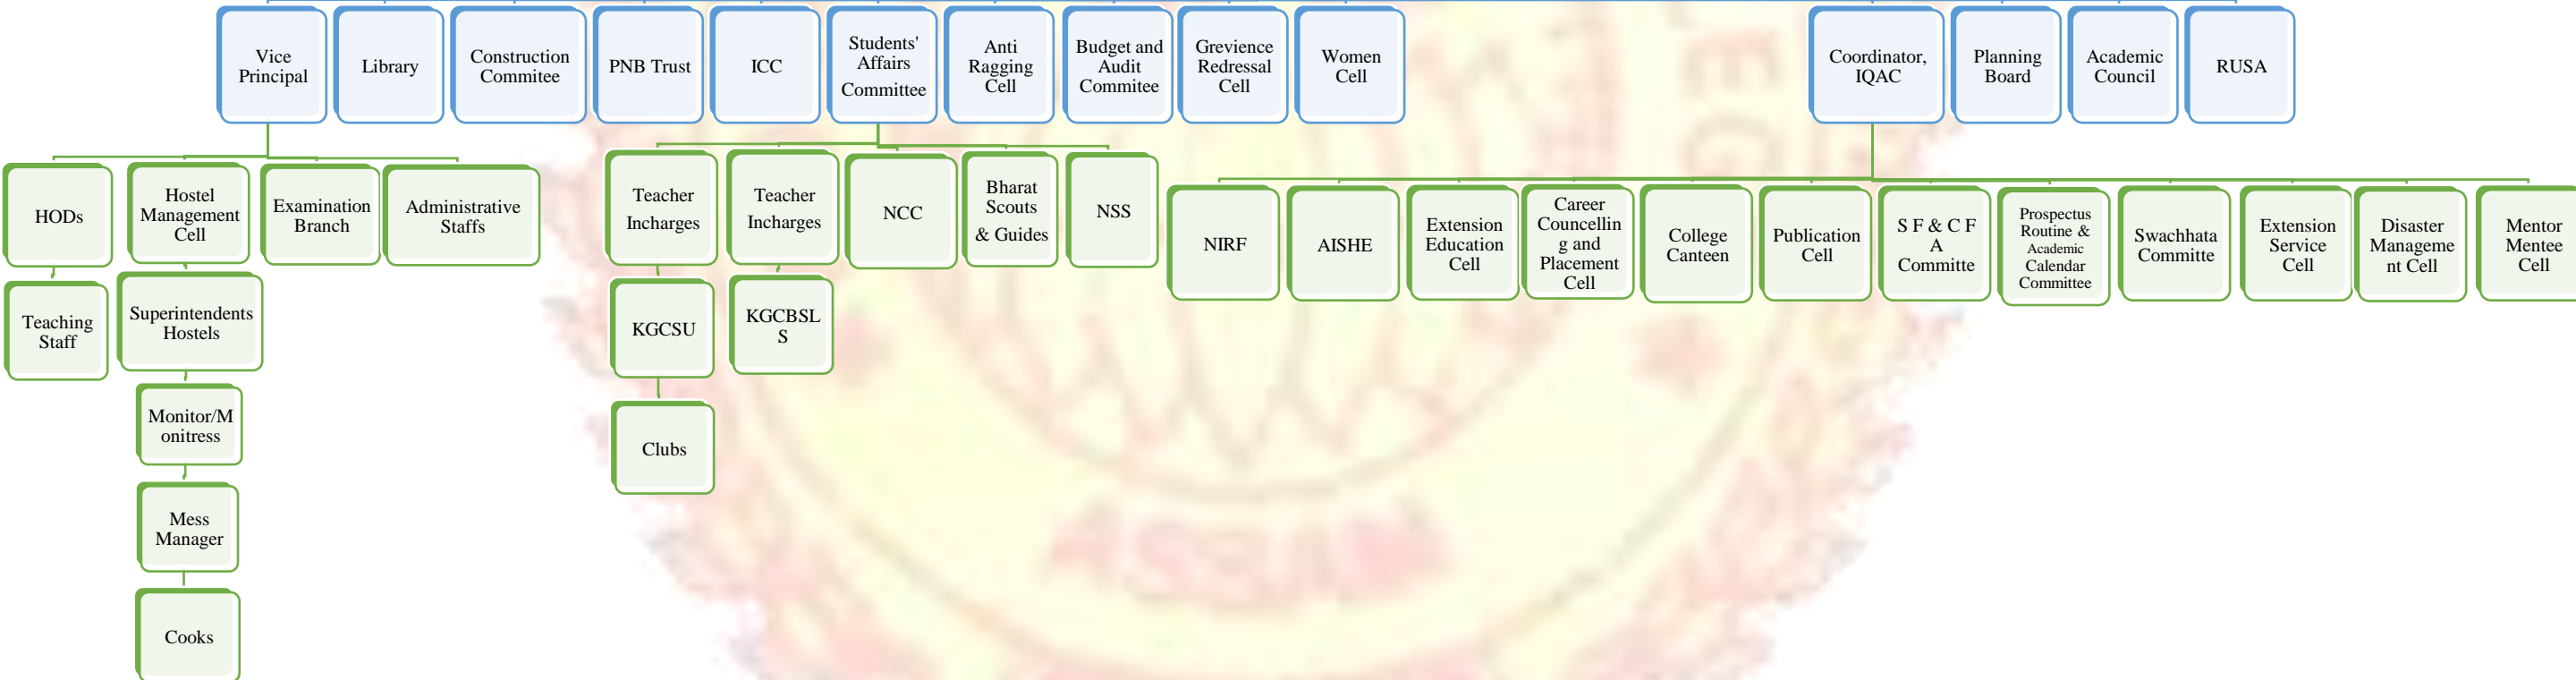 Vice
Principal
Library
Construction
Commitee
PNB Trust
ICC
Students'
Affairs
Committee
Anti
Ragging
Cell
Budget and
Audit
Commitee
Grevience
Redressal
Cell
Women
Cell
Coordinator,
IQAC
Planning
Board
Academic
Council
RUSA
HODs
Hostel
Management
Cell
Examination
Branch
Administrative
Staffs
Teacher
Incharges
Teacher
Incharges
NCC
Bharat
Scouts
& Guides
NSS
NIRF
AISHE
Extension
Education
Cell
Career
Councellin
g and
Placement
Cell
College
Canteen
Publication
Cell
S F & C F
A
Committe
Prospectus
Routine &
Academic
Calendar
Committee
Swachhata
Committe
Extension
Service
Cell
Disaster
Manageme
nt Cell
Mentor
Mentee
Cell
Teaching
Staff
Superintendents
Hostels
KGCSU
KGCBSL
S
Monitor/M
onitress
Clubs
Mess
Manager
Cooks